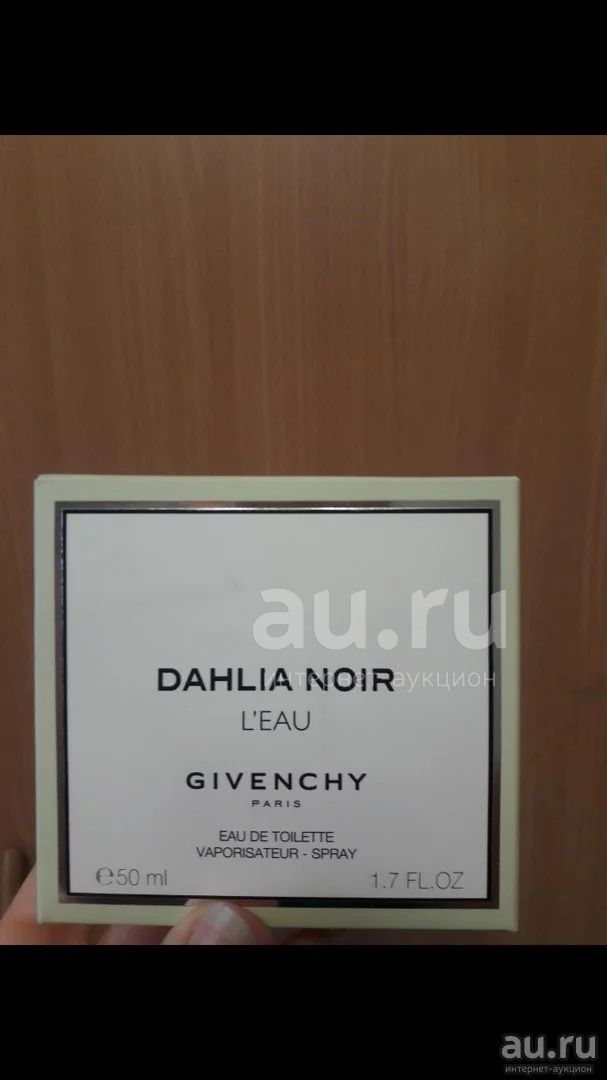 au.ru
интернет-аукцион
DAHLIA NOIR
L'EAU
GIVENCHY
PARIS
EAU DE TOILETTE
VAPORISATEUR - SPRAY
℮50 ml 1.7 FL.OZ
au.ru
интернет-аукцион